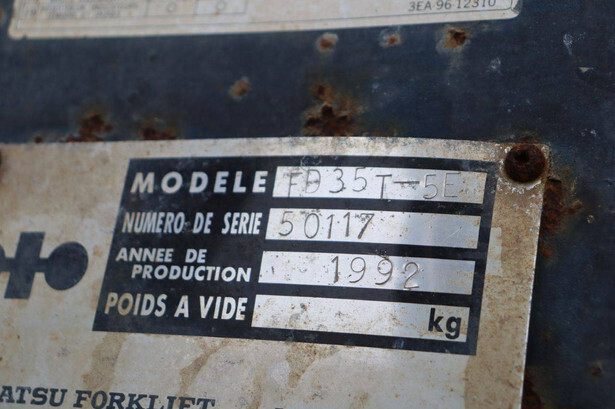 3EA-96-12310
MODELE FD35T-5E
NUMERO DE SERIE 50117
ANNEE DE
PRODUCTION 1992
POIDS A VIDE kg
ATSU FORKLIFT